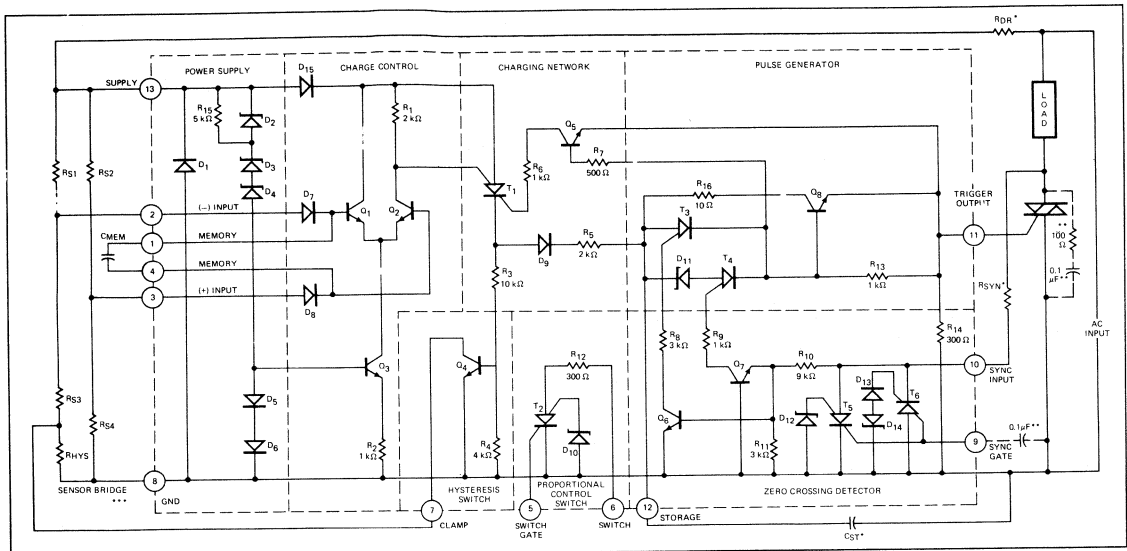 RDR*
POWER SUPPLY
CHARGE CONTROL
CHARGING NETWORK
PULSE GENERATOR
SUPPLY
13
D15
R15
5 kΩ
D2
R1
2 kΩ
Q5
LOAD
RS1
RS2
D1
D3
D4
R6
1 kΩ
R7
500 Ω
T1
R16
10 Ω
Q8
TRIGGER
OUTPUT
2
(−) INPUT
D7
Q1
Q2
T3
11
**
100
Ω
CMEM
1
MEMORY
4
MEMORY
D9
R5
2 kΩ
D11
T4
R13
1 kΩ
0.1
µF**
3
(+) INPUT
D8
R3
10 kΩ
RSYN*
AC
INPUT
R8
3 kΩ
R9
1 kΩ
R14
300 Ω
Q3
Q4
R12
300 Ω
Q7
R10
9 kΩ
10
SYNC
INPUT
RS3
RS4
D5
T2
D10
Q6
D12
T5
D13
D14
T6
9
SYNC
GATE
0.1µF**
RHYS
D6
R2
1 kΩ
R4
4 kΩ
R11
3 kΩ
SENSOR BRIDGE
***
8
GND
HYSTERESIS
SWITCH
PROPORTIONAL
CONTROL
SWITCH
ZERO CROSSING DETECTOR
7
CLAMP
5
SWITCH
GATE
6
SWITCH
12
STORAGE
CST*